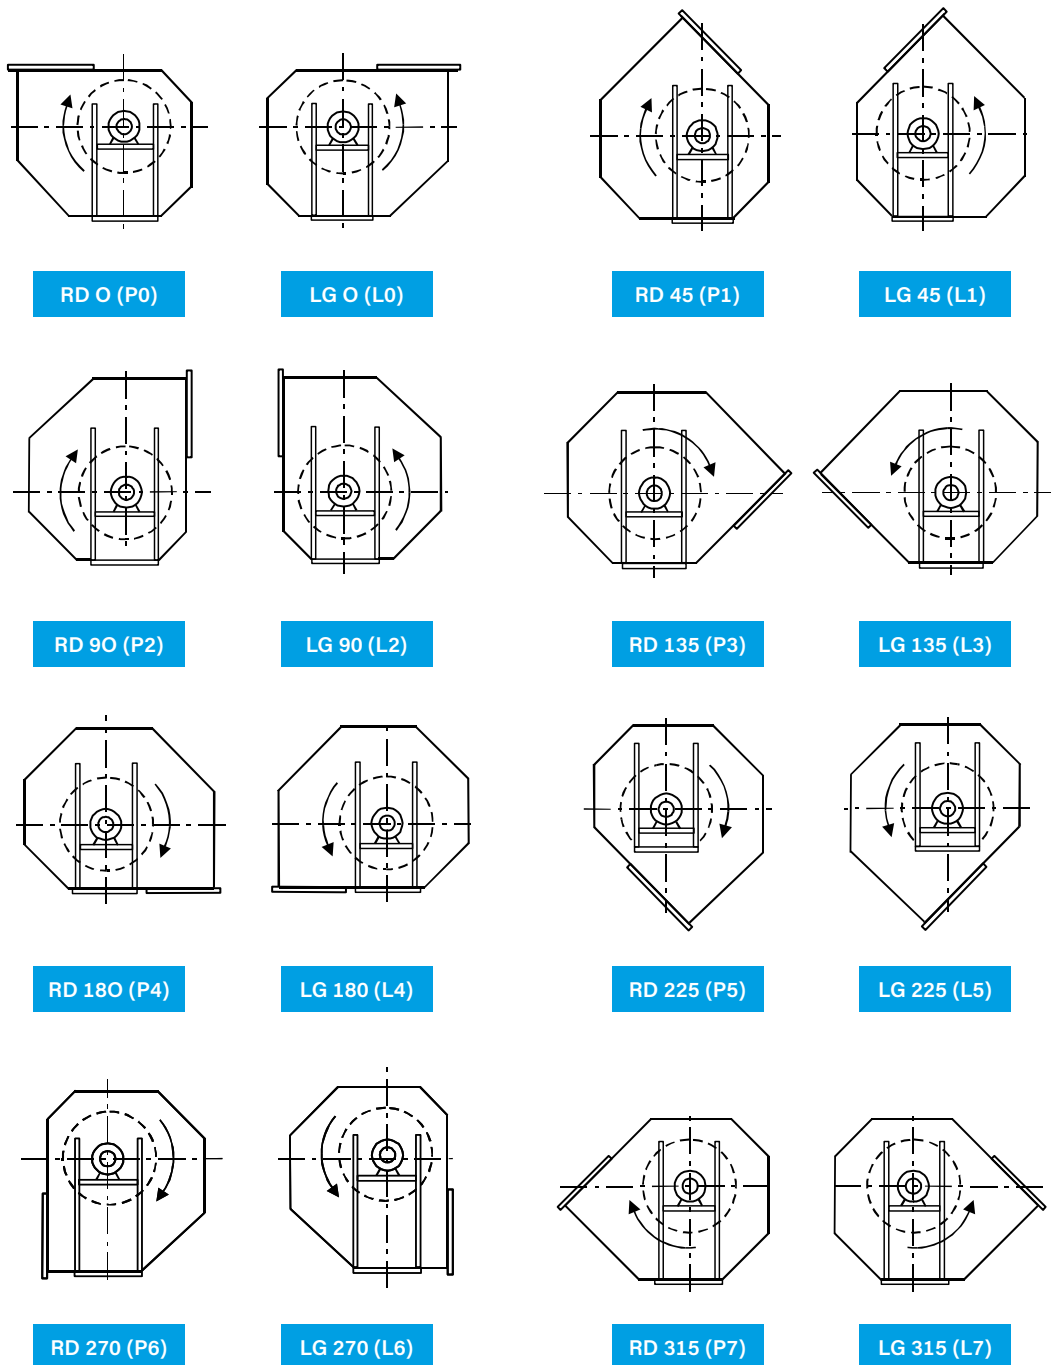 RD O (P0)
LG O (L0)
RD 45 (P1)
LG 45 (L1)
RD 9O (P2)
LG 90 (L2)
RD 135 (P3)
LG 135 (L3)
RD 18O (P4)
LG 180 (L4)
RD 225 (P5)
LG 225 (L5)
RD 270 (P6)
LG 270 (L6)
RD 315 (P7)
LG 315 (L7)